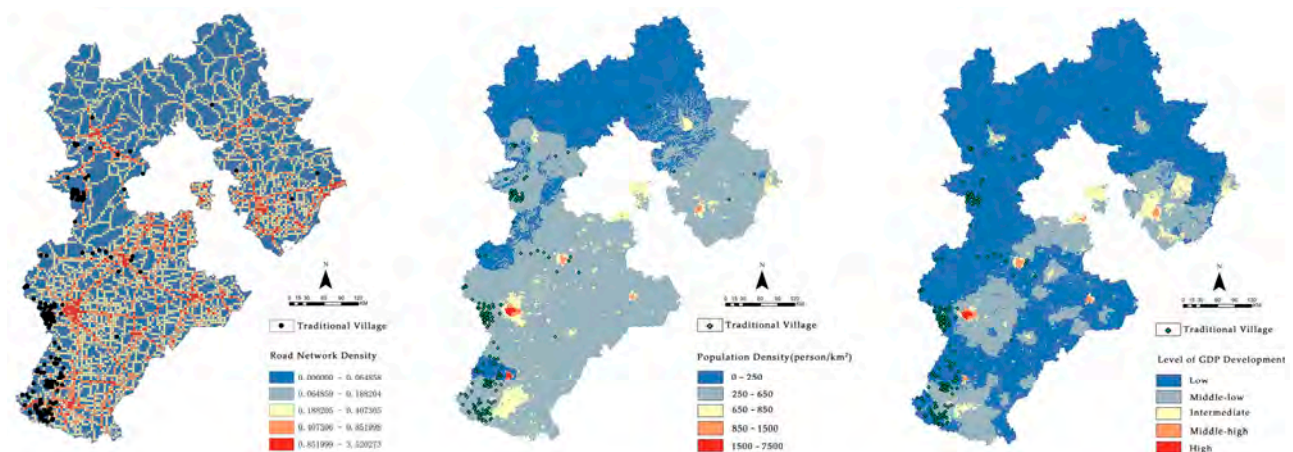 N
Traditional Village
Road Network Density
0.000000 - 0.064858
0.064859 - 0.188204
0.188205 - 0.407305
0.407306 - 0.851998
0.851999 - 3.520273
N
Traditional Village
Population Density(person/km²)
0 - 250
250 - 650
650 - 850
850 - 1500
1500 - 7500
N
Traditional Village
Level of GDP Development
Low
Middle-low
Intermediate
Middle-high
High